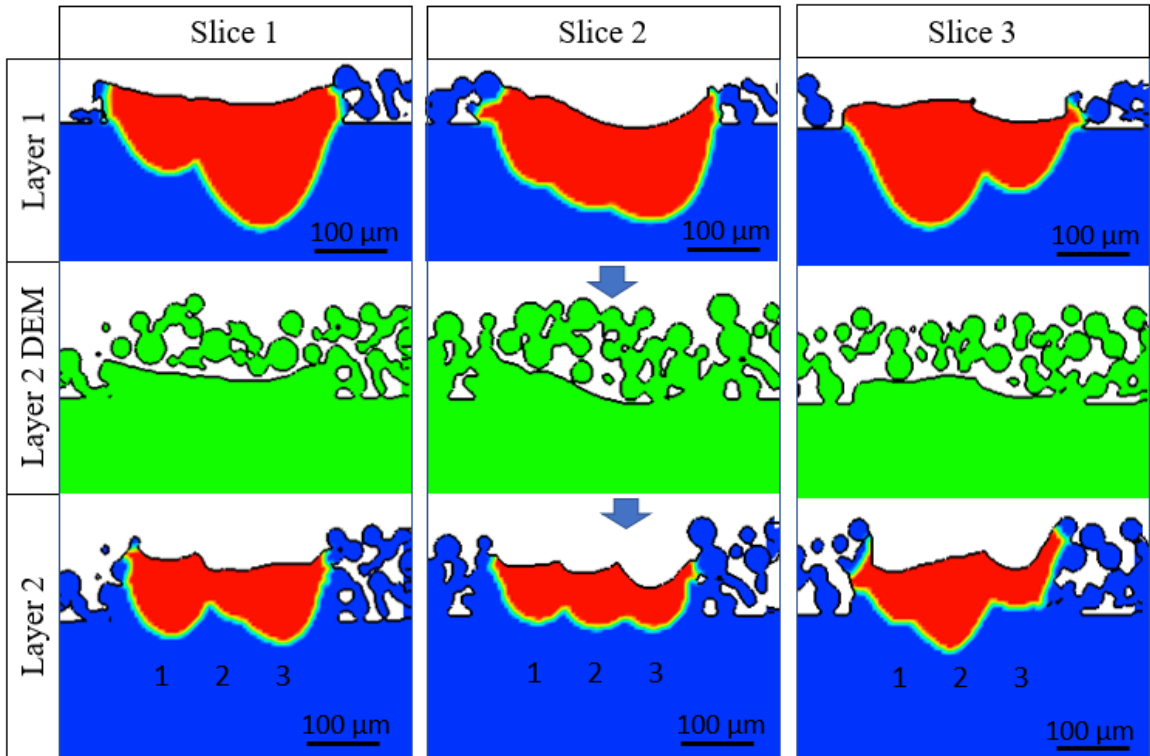 Slice 1
Slice 2
Slice 3
Layer 1
100 µm
100 µm
100 µm
Layer 2 DEM
Layer 2
1 2 3
1 2 3
1 2 3
100 µm
100 µm
100 µm